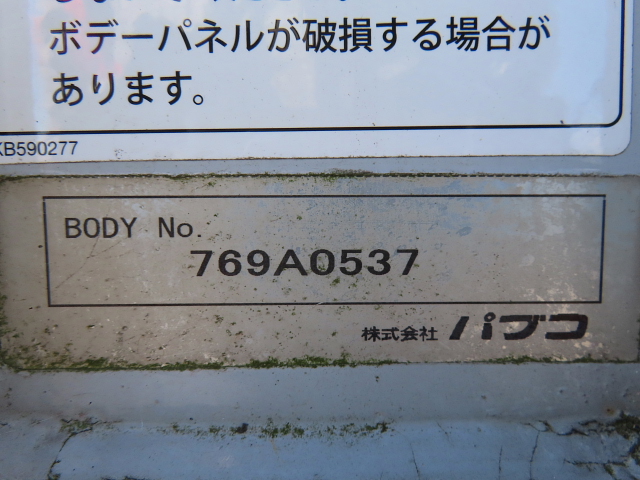 ボデーパネルが破損する場合が
あります。
KB590277
BODY No.
769A0537
株式会社 パブコ